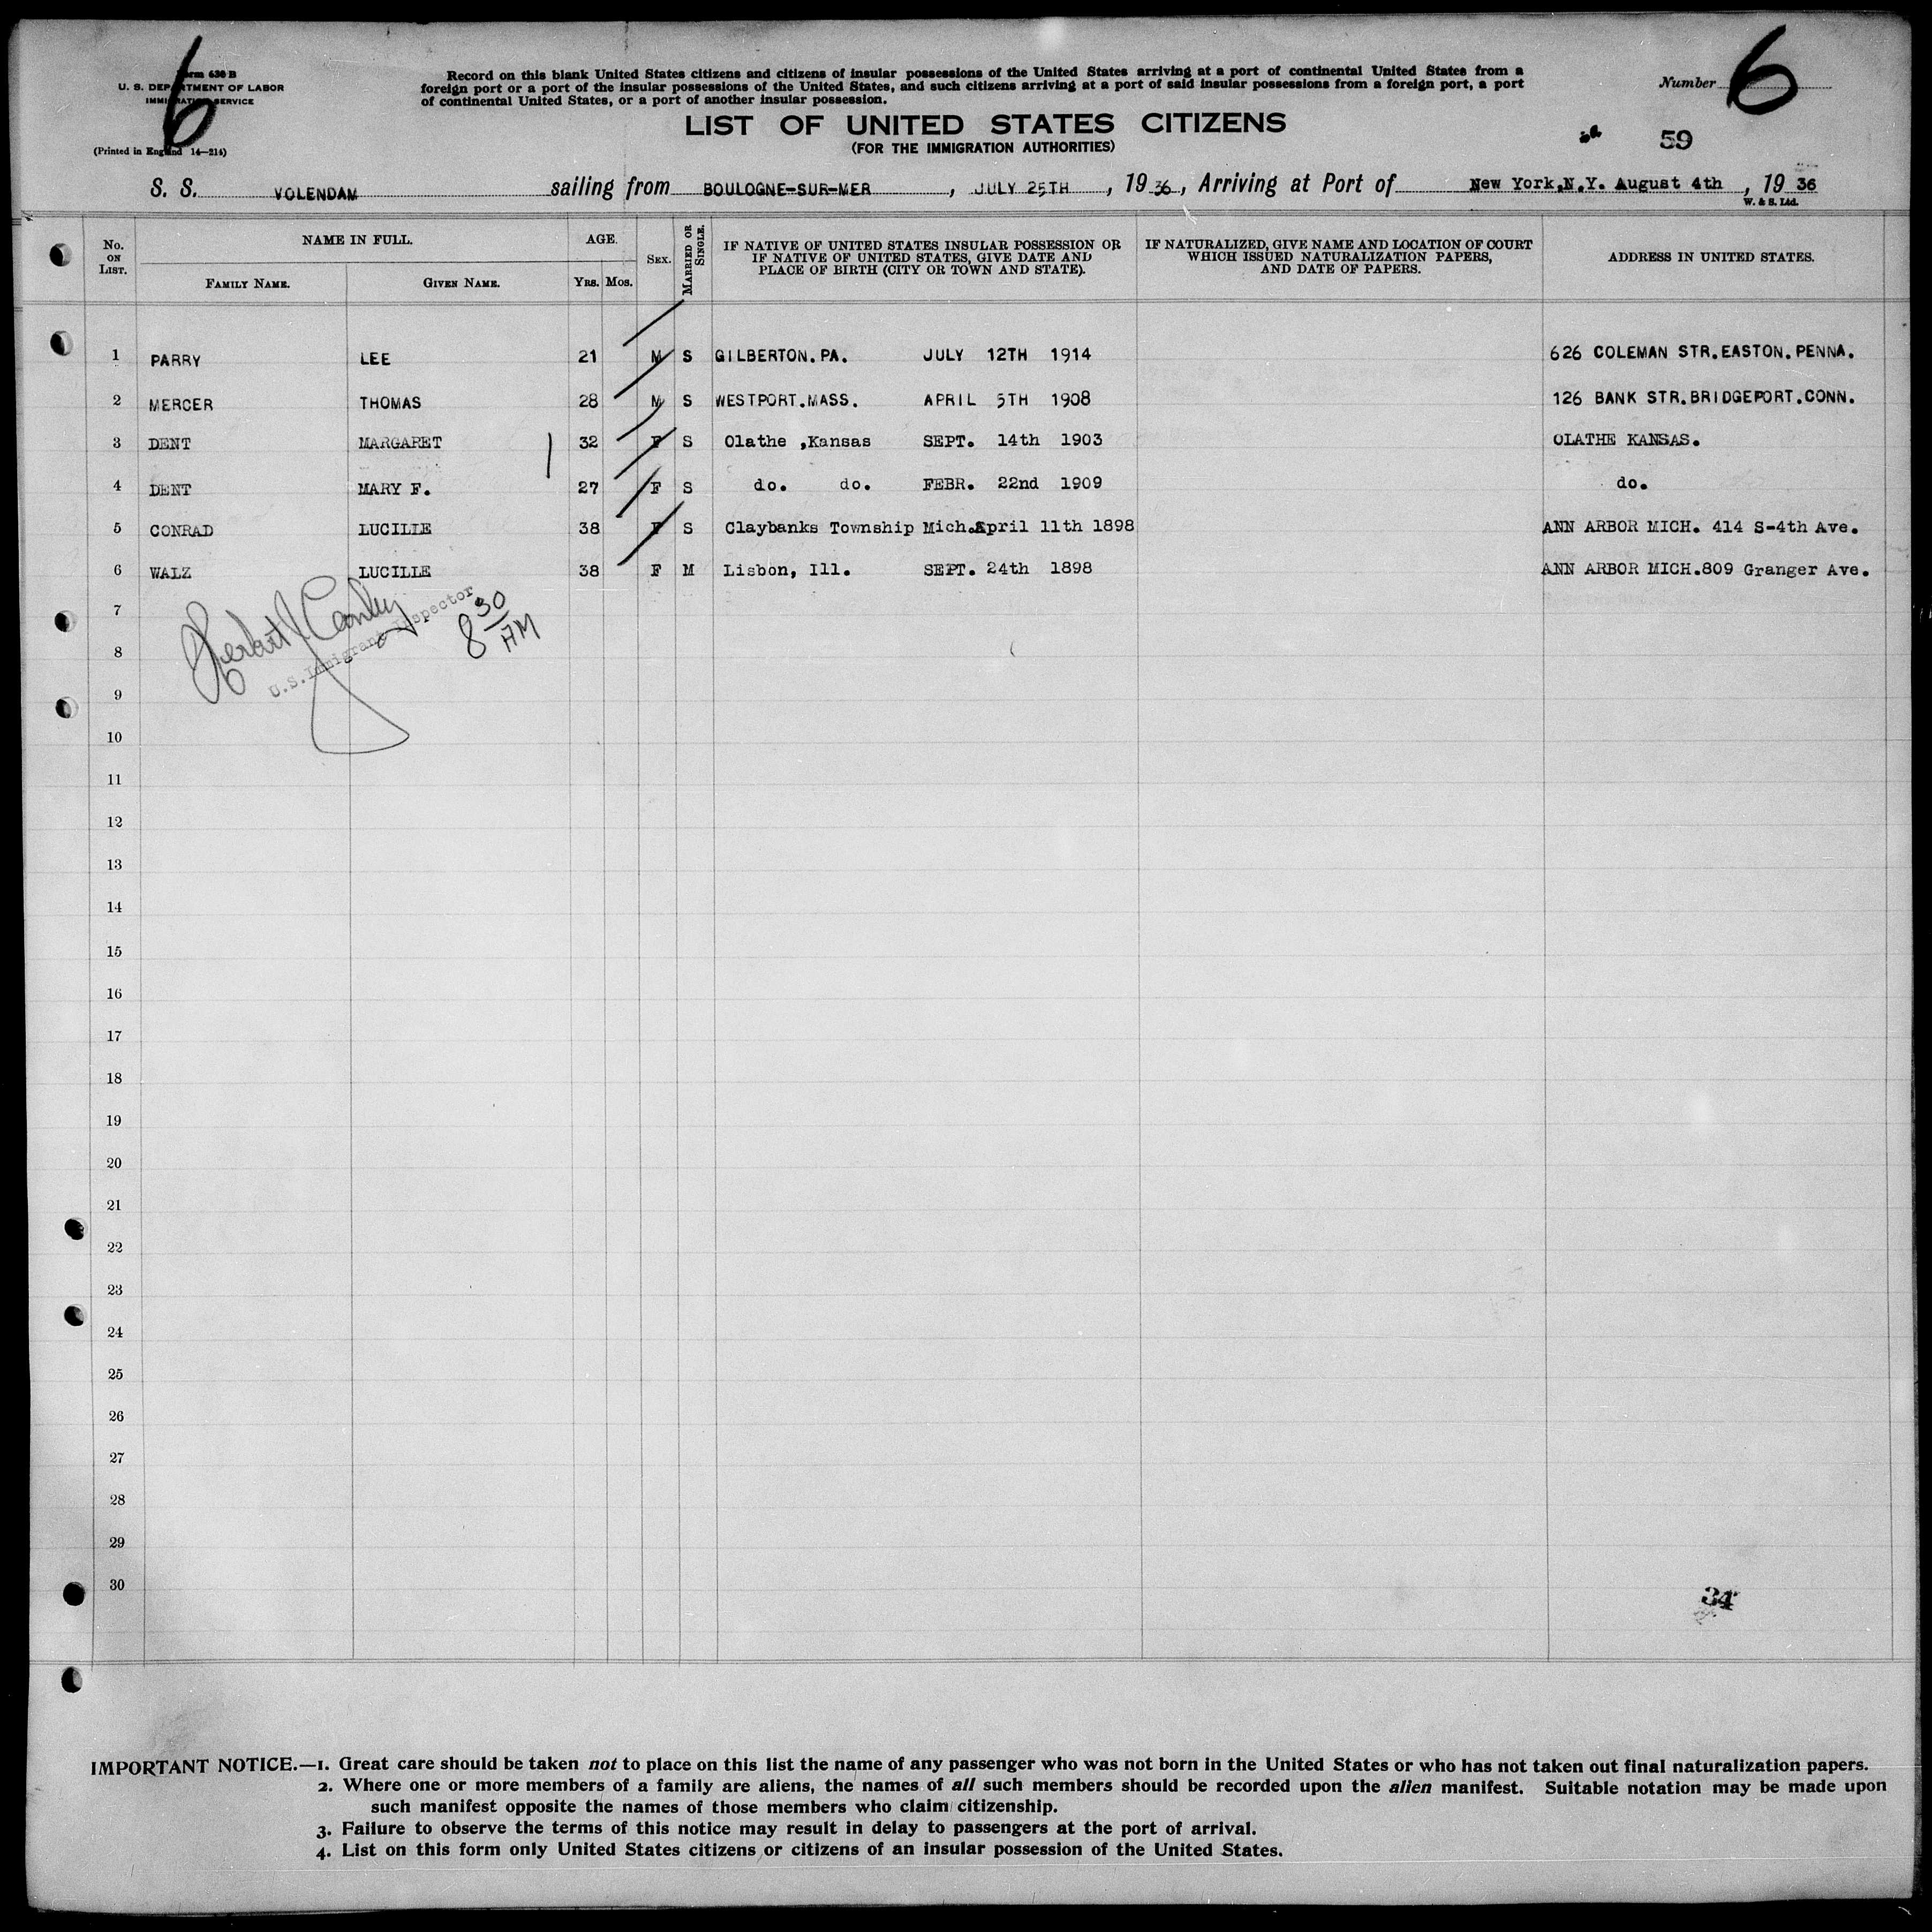 6
Form 630 B
U. S. DEPARTMENT OF LABOR
IMMIGRATION SERVICE
(Printed in England 14—214)
Record on this blank United States citizens and citizens of insular possessions of the United States arriving at a port of continental United States from a
foreign port or a port of the insular possessions of the United States, and such citizens arriving at a port of said insular possessions from a foreign port, a port
of continental United States, or a port of another insular possession.
Number 6
LIST OF UNITED STATES CITIZENS
(FOR THE IMMIGRATION AUTHORITIES)
59
S. S. VOLENDAM sailing from BOULOGNE-SUR-MER, JULY 25TH, 1936, Arriving at Port of New York,N.Y. August 4th, 19 36
W. & S. Ltd.
No. ON LIST. NAME IN FULL. FAMILY NAME. GIVEN NAME. AGE. Yrs. Mos. SEX. MARRIED OR SINGLE. IF NATIVE OF UNITED STATES INSULAR POSSESSION OR IF NATIVE OF UNITED STATES, GIVE DATE AND PLACE OF BIRTH (CITY OR TOWN AND STATE). IF NATURALIZED, GIVE NAME AND LOCATION OF COURT WHICH ISSUED NATURALIZATION PAPERS, AND DATE OF PAPERS. ADDRESS IN UNITED STATES.
1 PARRY LEE 21 M S GILBERTON. PA. JULY 12TH 1914 626 COLEMAN STR. EASTON. PENNA.
2 MERCER THOMAS 28 M S WESTPORT. MASS. APRIL 5TH 1908 126 BANK STR. BRIDGEPORT. CONN.
3 DENT MARGARET 32 F S Olathe ,Kansas SEPT. 14th 1903 OLATHE KANSAS.
4 DENT MARY F. 27 F S do. do. FEBR. 22nd 1909 do.
5 CONRAD LUCILLE 38 F S Claybanks Township Mich. April 11th 1898 ANN ARBOR MICH. 414 S-4th Ave.
6 WALZ LUCILLE 38 F M Lisbon, Ill. SEPT. 24th 1898 ANN ARBOR MICH.809 Granger Ave.
7
U.S. Immigrant Inspector
8 30 AM
8
9
10
11
12
13
14
15
16
17
18
19
20
21
22
23
24
25
26
27
28
29
30
34
IMPORTANT NOTICE.—1. Great care should be taken not to place on this list the name of any passenger who was not born in the United States or who has not taken out final naturalization papers.
2. Where one or more members of a family are aliens, the names of all such members should be recorded upon the alien manifest. Suitable notation may be made upon
such manifest opposite the names of those members who claim citizenship.
3. Failure to observe the terms of this notice may result in delay to passengers at the port of arrival.
4. List on this form only United States citizens or citizens of an insular possession of the United States.